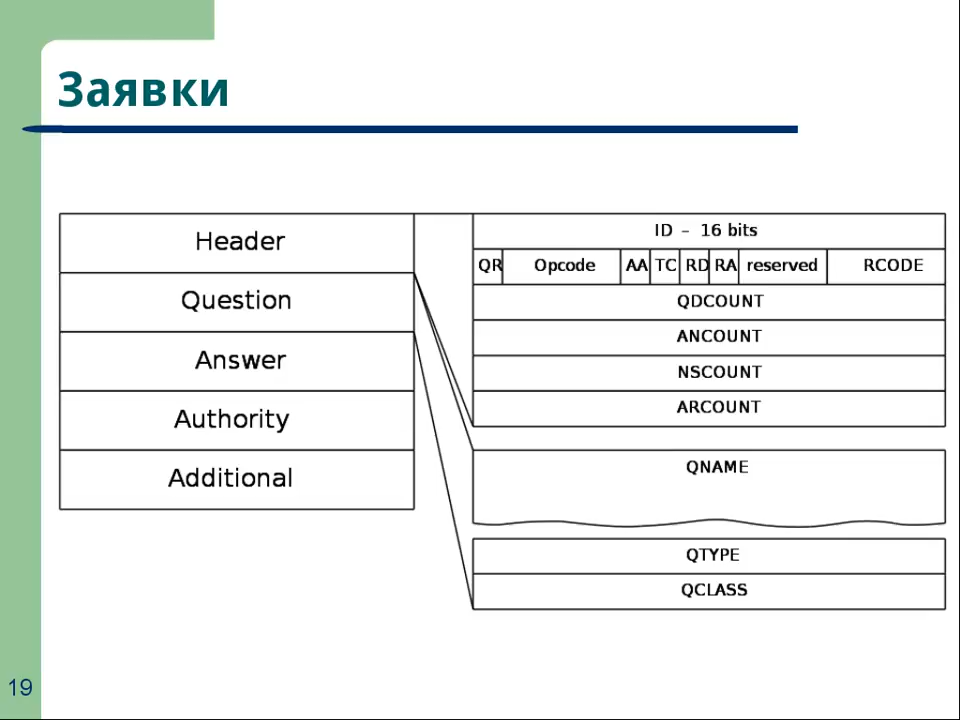 Заявки
Header
Question
Answer
Authority
Additional
ID – 16 bits
QR Opcode AA TC RD RA reserved RCODE
QDCOUNT
ANCOUNT
NSCOUNT
ARCOUNT
QNAME
QTYPE
QCLASS
19